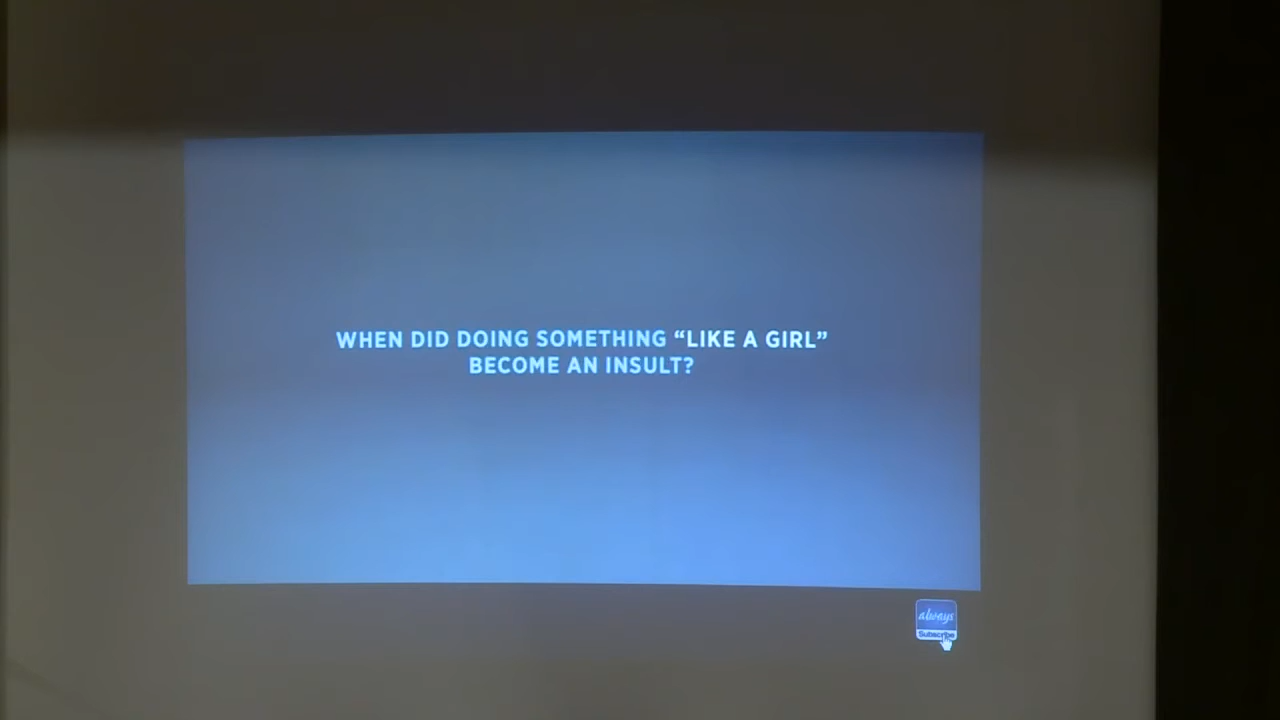 WHEN DID DOING SOMETHING “LIKE A GIRL”
BECOME AN INSULT?
always
Subscribe